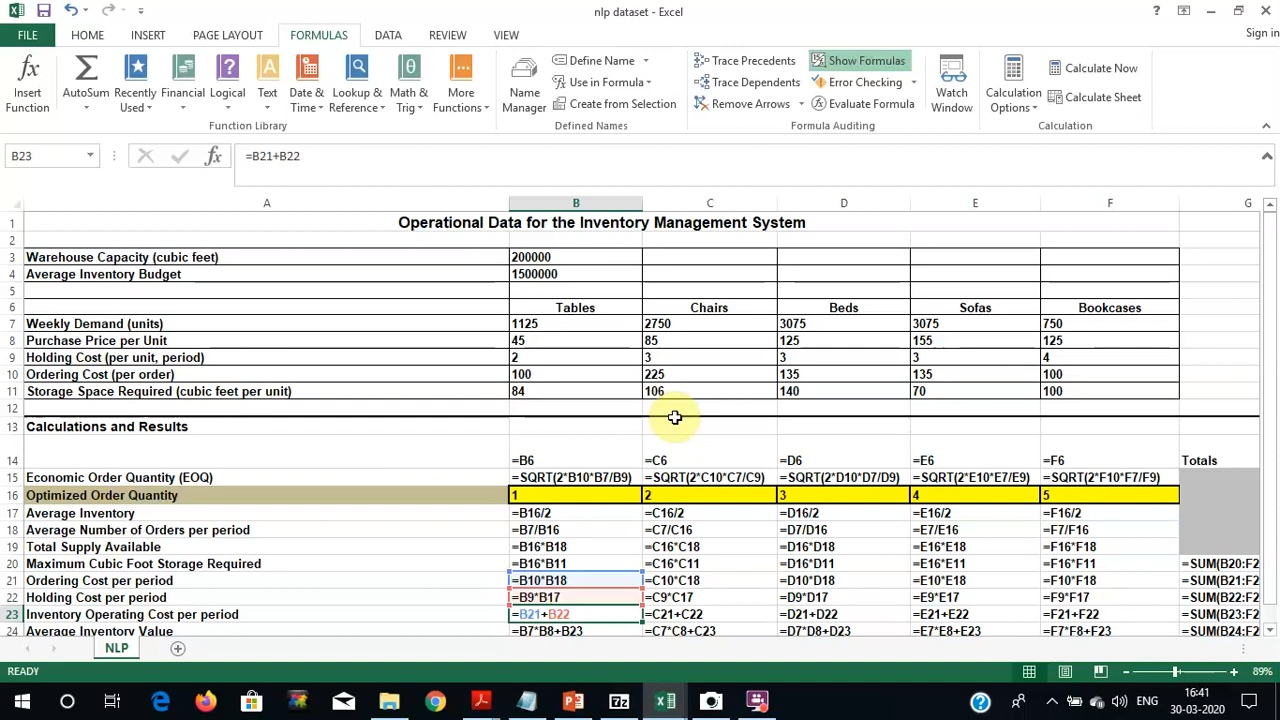 nlp dataset - Excel
?
FILE HOME INSERT PAGE LAYOUT FORMULAS DATA REVIEW VIEW Sign in
fx Insert Function
Σ AutoSum
Recently Used
Financial
Logical
Text
Date & Time
Lookup & Reference
Math & Trig
More Functions
Function Library
Name Manager
Define Name
Use in Formula
Create from Selection
Defined Names
Trace Precedents
Trace Dependents
Remove Arrows
Show Formulas
Error Checking
Evaluate Formula
Formula Auditing
Watch Window
Calculation Options
Calculate Now
Calculate Sheet
Calculation
B23 fx =B21+B22
A B C D E F G
1 Operational Data for the Inventory Management System
2
3 Warehouse Capacity (cubic feet) 200000
4 Average Inventory Budget 1500000
5
6 Tables Chairs Beds Sofas Bookcases
7 Weekly Demand (units) 1125 2750 3075 3075 750
8 Purchase Price per Unit 45 85 125 155 125
9 Holding Cost (per unit, period) 2 3 3 3 4
10 Ordering Cost (per order) 100 225 135 135 100
11 Storage Space Required (cubic feet per unit) 84 106 140 70 100
12
13 Calculations and Results
14 =B6 =C6 =D6 =E6 =F6 Totals
15 Economic Order Quantity (EOQ) =SQRT(2*B10*B7/B9) =SQRT(2*C10*C7/C9) =SQRT(2*D10*D7/D9) =SQRT(2*E10*E7/E9) =SQRT(2*F10*F7/F9)
16 Optimized Order Quantity 1 2 3 4 5
17 Average Inventory =B16/2 =C16/2 =D16/2 =E16/2 =F16/2
18 Average Number of Orders per period =B7/B16 =C7/C16 =D7/D16 =E7/E16 =F7/F16
19 Total Supply Available =B16*B18 =C16*C18 =D16*D18 =E16*E18 =F16*F18
20 Maximum Cubic Foot Storage Required =B16*B11 =C16*C11 =D16*D11 =E16*E11 =F16*F11 =SUM(B20:F2
21 Ordering Cost per period =B10*B18 =C10*C18 =D10*D18 =E10*E18 =F10*F18 =SUM(B21:F2
22 Holding Cost per period =B9*B17 =C9*C17 =D9*D17 =E9*E17 =F9*F17 =SUM(B22:F2
23 Inventory Operating Cost per period =B21+B22 =C21+C22 =D21+D22 =E21+E22 =F21+F22 =SUM(B23:F2
24 Average Inventory Value =B7*B8+B23 =C7*C8+C23 =D7*D8+D23 =E7*E8+E23 =F7*F8+F23 =SUM(B24:F2
NLP
READY 89%
ENG 16:41
30-03-2020